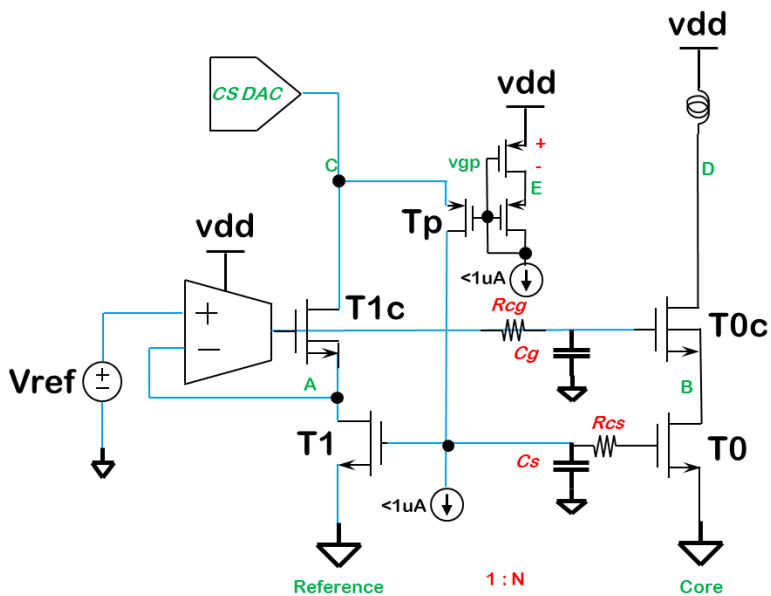 vdd
CS DAC
vdd
C
vgp
+
-
E
D
Tp
vdd
<1uA
T1c
Rcg
T0c
+
-
Cg
Vref
+
-
A
B
T1
Rcs
T0
Cs
<1uA
Reference
1 : N
Core